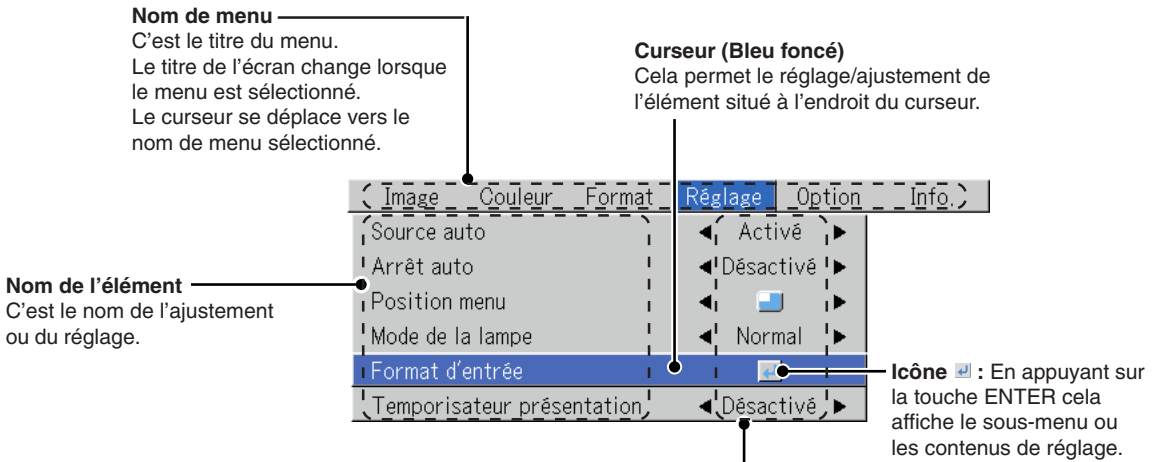 Nom de menu
C'est le titre du menu.
Le titre de l'écran change lorsque
le menu est sélectionné.
Le curseur se déplace vers le
nom de menu sélectionné.
Curseur (Bleu foncé)
Cela permet le réglage/ajustement de
l'élément situé à l'endroit du curseur.
Image Couleur Format Réglage Option Info.
Source auto Activé
Arrêt auto Désactivé
Position menu
Mode de la lampe Normal
Format d'entrée
Temporisateur présentation Désactivé
Nom de l'élément
C'est le nom de l'ajustement
ou du réglage.
Icône : En appuyant sur
la touche ENTER cela
affiche le sous-menu ou
les contenus de réglage.